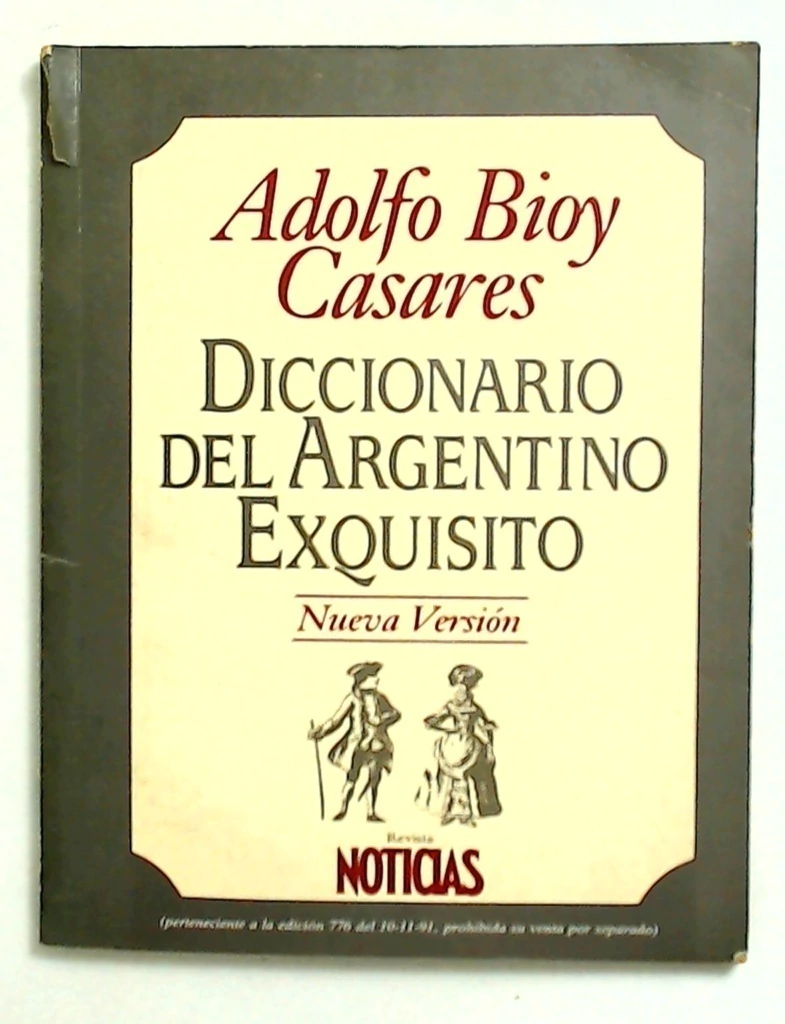 Adolfo Bioy
Casares
DICCIONARIO
DEL ARGENTINO
EXQUISITO
Nueva Versión
Revista
NOTICIAS
(perteneciente a la edición 776 del 10-11-91, prohibida su venta por separado)